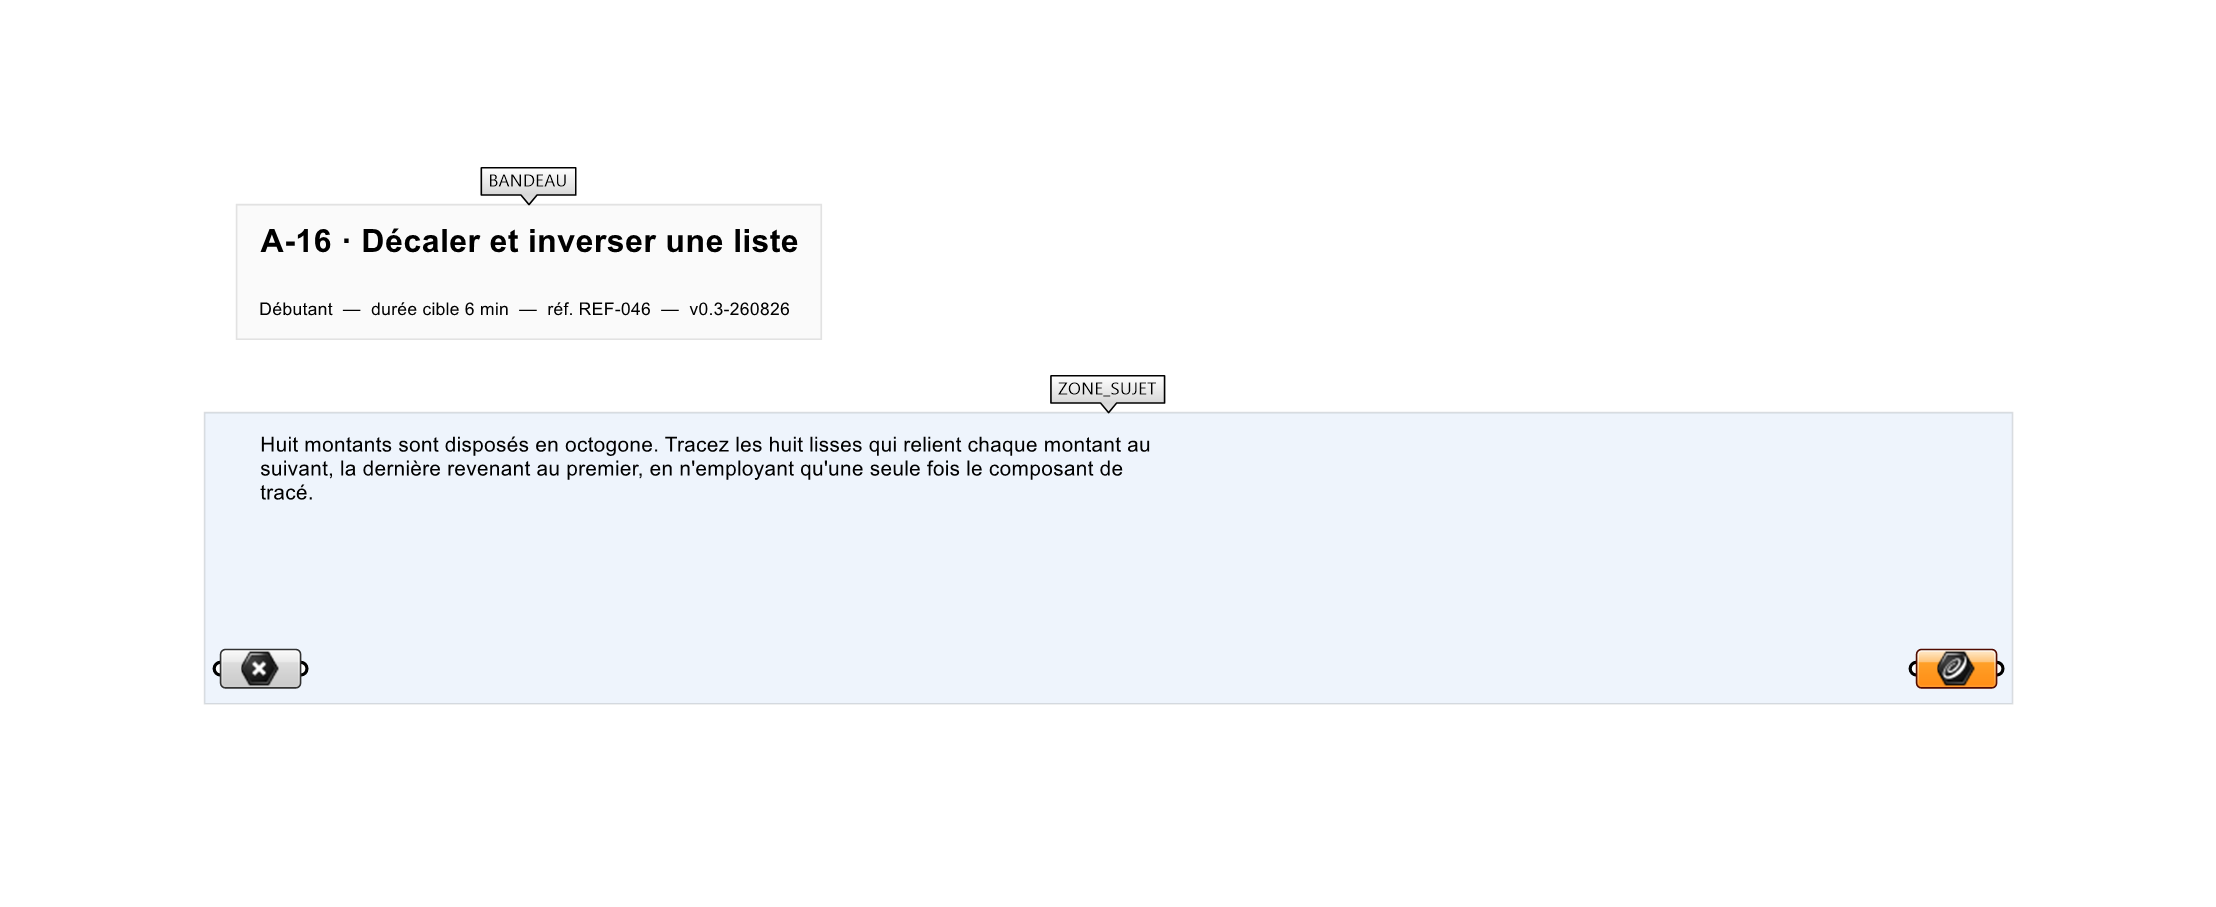 BANDEAU
A-16 · Décaler et inverser une liste
Débutant — durée cible 6 min — réf. REF-046 — v0.3-260826
ZONE_SUJET
Huit montants sont disposés en octogone. Tracez les huit lisses qui relient chaque montant au
suivant, la dernière revenant au premier, en n'employant qu'une seule fois le composant de
tracé.